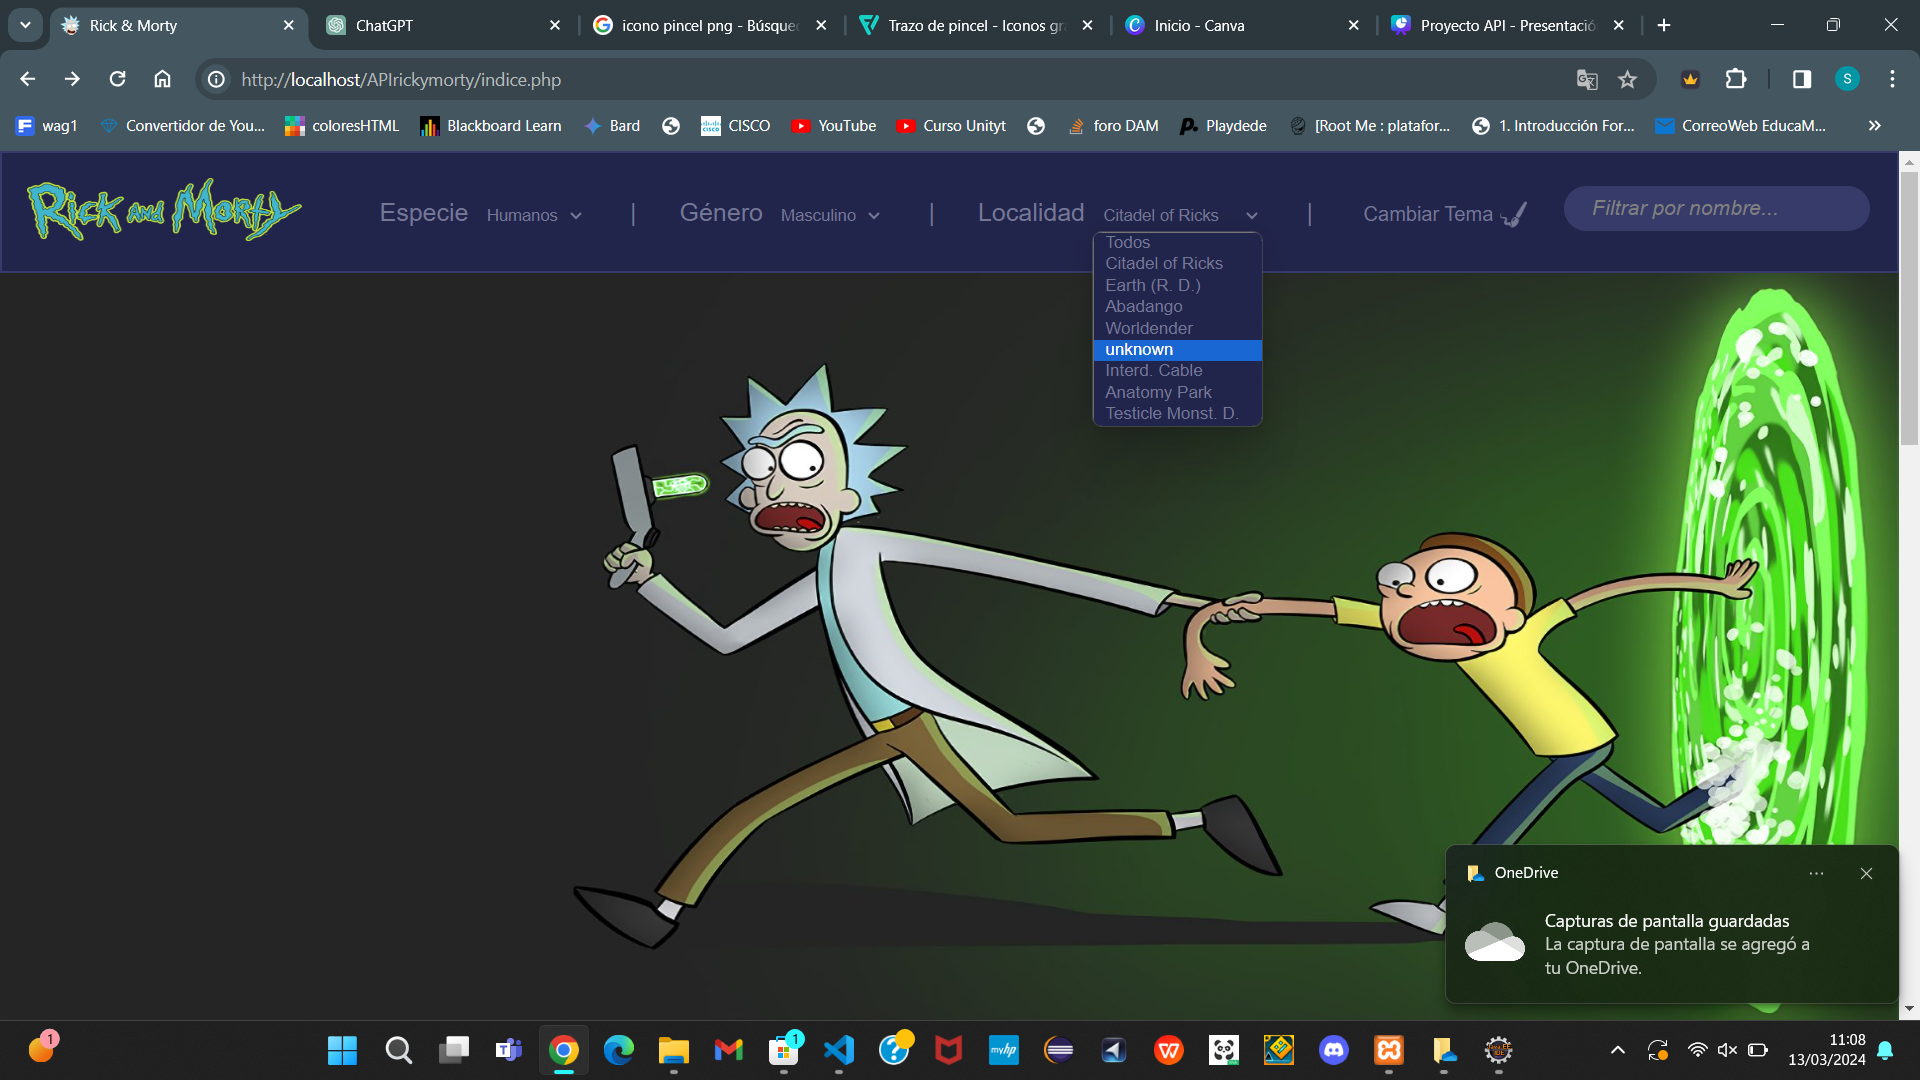 Rick & Morty
ChatGPT
icono pincel png - Búsque
Trazo de pincel - Iconos gra
Inicio - Canva
Proyecto API - Presentació
http://localhost/APIrickymorty/indice.php
S
wag1
Convertidor de You...
coloresHTML
Blackboard Learn
Bard
CISCO
YouTube
Curso Unityt
foro DAM
Playdede
[Root Me : platafor...
1. Introducción For...
CorreoWeb EducaM...
Rick and Morty
Especie Humanos | Género Masculino | Localidad Citadel of Ricks | Cambiar Tema
Filtrar por nombre...
Todos
Citadel of Ricks
Earth (R. D.)
Abadango
Worldender
unknown
Interd. Cable
Anatomy Park
Testicle Monst. D.
OneDrive
Capturas de pantalla guardadas
La captura de pantalla se agregó a
tu OneDrive.
1
1
11:08
13/03/2024